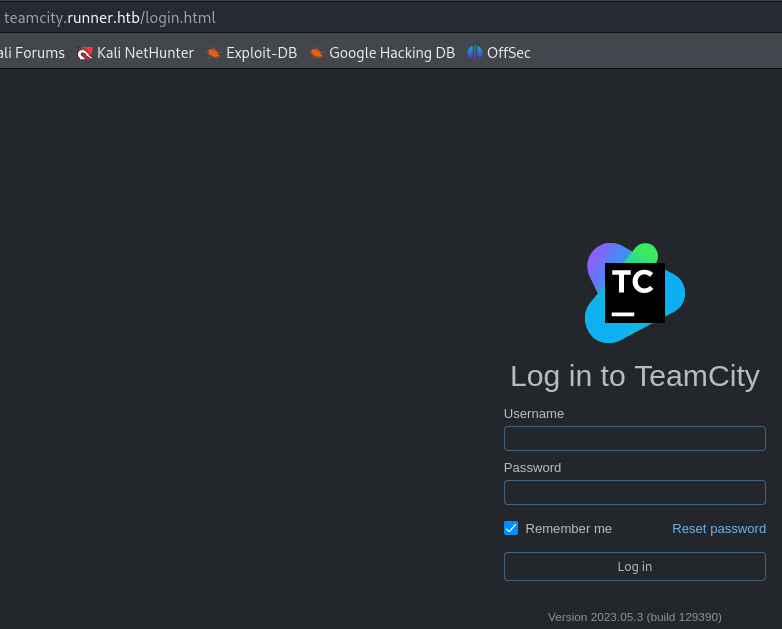 teamcity.runner.htb/login.html
ali Forums Kali NetHunter Exploit-DB Google Hacking DB OffSec
TC
Log in to TeamCity
Username
Password
Remember me Reset password
Log in
Version 2023.05.3 (build 129390)